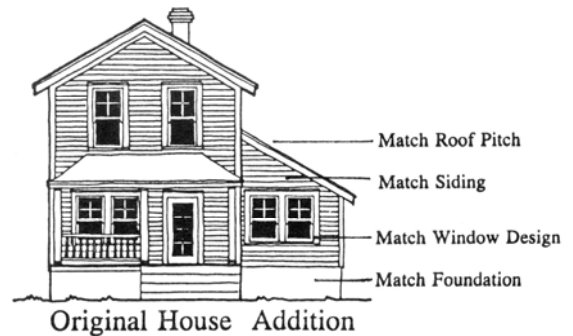 Match Roof Pitch
Match Siding
Match Window Design
Match Foundation
Original House Addition